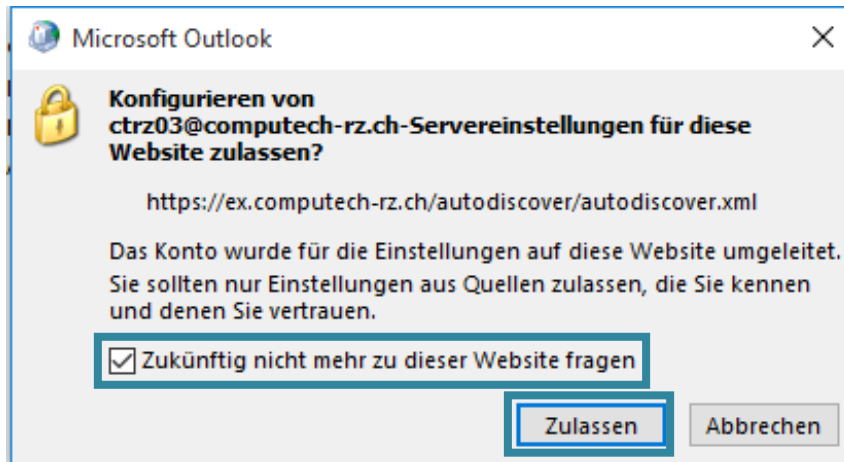 Microsoft Outlook
Konfigurieren von
ctrz03@computech-rz.ch-Servereinstellungen für diese
Website zulassen?
https://ex.computech-rz.ch/autodiscover/autodiscover.xml
Das Konto wurde für die Einstellungen auf diese Website umgeleitet.
Sie sollten nur Einstellungen aus Quellen zulassen, die Sie kennen
und denen Sie vertrauen.
Zukünftig nicht mehr zu dieser Website fragen
Zulassen Abbrechen